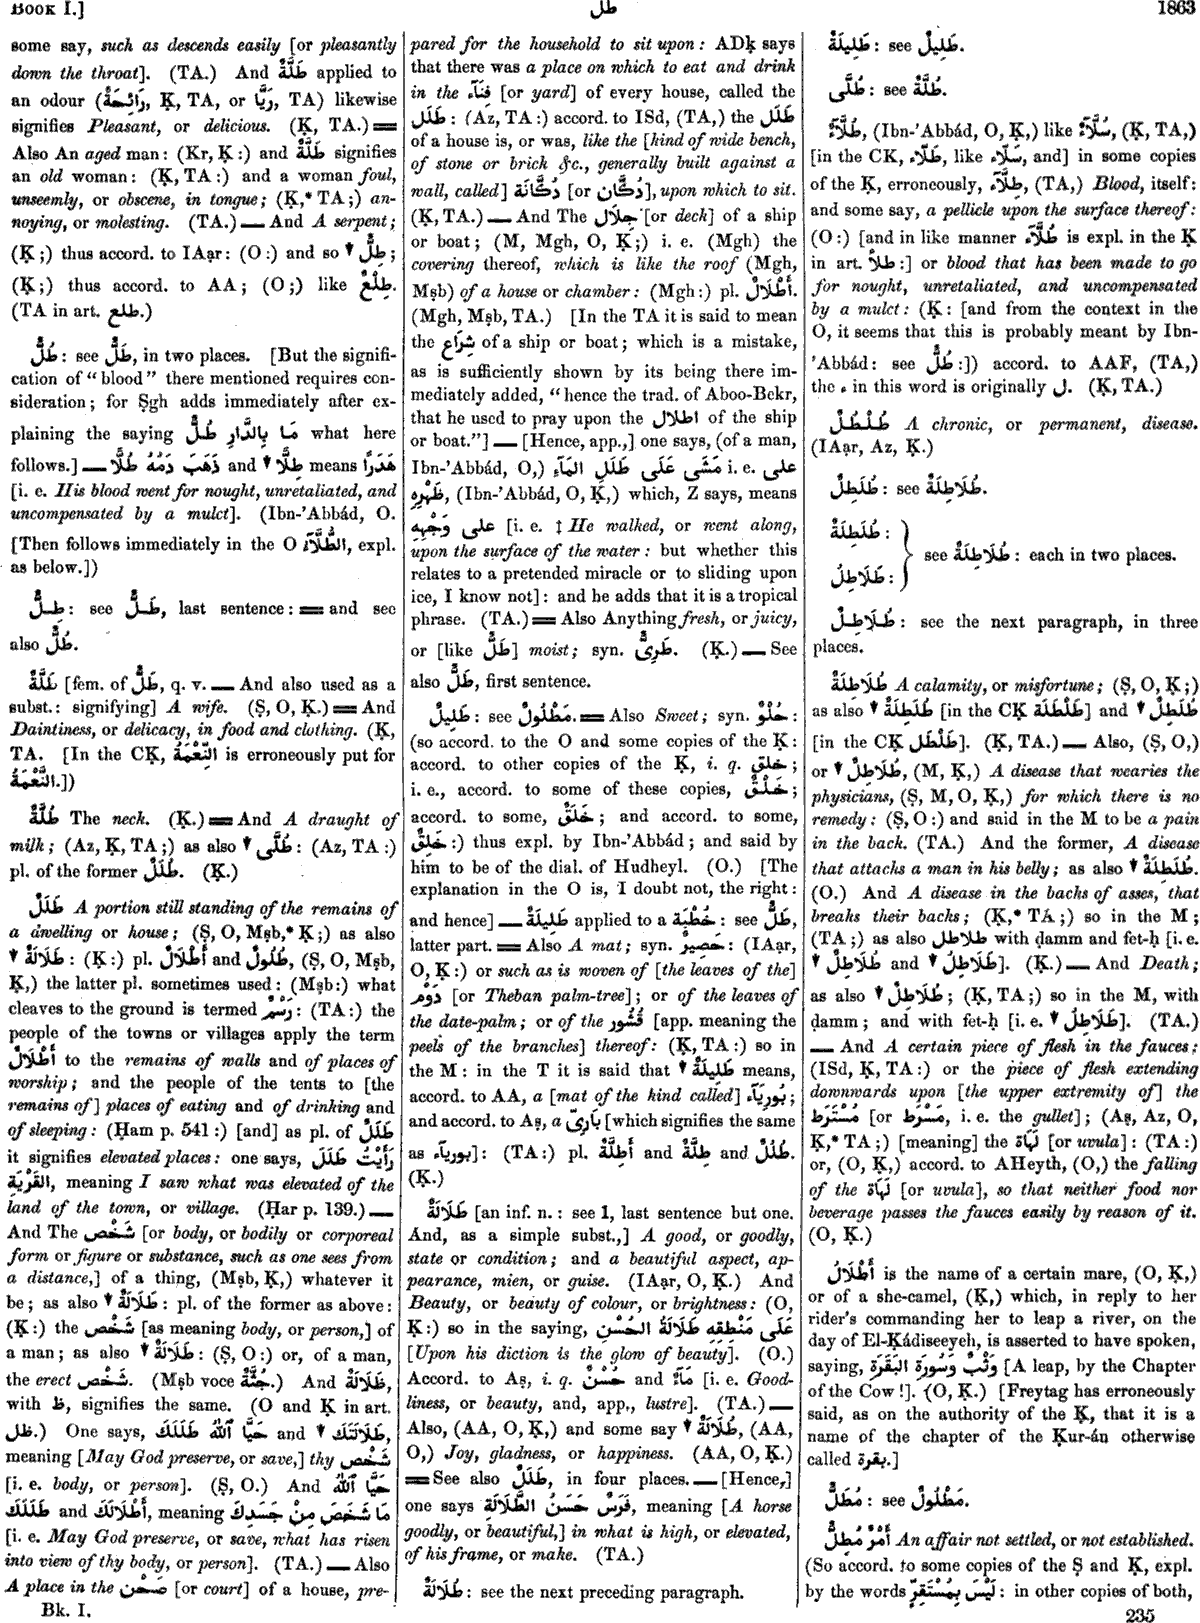 BOOK I.]
طل
1863
some say, such as descends easily [or pleasantly
down the throat]. (TA.) And طَلَّةٌ applied to
an odour (رَائِحَةٌ, Ḳ, TA, or رَيَّا, TA) likewise
signifies Pleasant, or delicious. (Ḳ, TA.) ═
Also An aged man: (Kr, Ḳ:) and طَلَّةٌ signifies
an old woman: (Ḳ, TA:) and a woman foul,
unseemly, or obscene, in tongue; (Ḳ,* TA;) an-
noying, or molesting. (TA.) — And A serpent;
(Ḳ;) thus accord. to IAạr: (O:) and so ▼ طِلٌّ;
(Ḳ;) thus accord. to AA; (O;) like طِلْعٌ.
(TA in art. طلع.)
طُلٌّ: see طَلٌّ, in two places. [But the signifi-
cation of “blood” there mentioned requires con-
sideration; for Ṣgh adds immediately after ex-
plaining the saying مَا بِالدَّارِ طُلٌّ what here
follows.] — ذَهَبَ دَمُهُ طُلًّا and ▼ طِلًّا means هَدَرًا
[i. e. His blood went for nought, unretaliated, and
uncompensated by a mulct]. (Ibn-'Abbád, O.
[Then follows immediately in the O الطُّلَّآءُ, expl.
as below.])
طِلٌّ: see طَلٌّ, last sentence: ═ and see
also طُلٌّ.
طَلَّةٌ [fem. of طَلٌّ, q. v. — And also used as a
subst.: signifying] A wife. (Ṣ, O, Ḳ.) ═ And
Daintiness, or delicacy, in food and clothing. (Ḳ,
TA. [In the CḲ, النِّعْمَةُ is erroneously put for
النَّعْمَةُ.])
طُلَّةٌ The neck. (Ḳ.) ═ And A draught of
milk; (Az, Ḳ, TA;) as also ▼ طُلَّى: (Az, TA:)
pl. of the former طُلَلٌ. (Ḳ.)
طَلَلٌ A portion still standing of the remains of
a dwelling or house; (Ṣ, O, Mṣb,* Ḳ;) as also
▼ طَلَالَةٌ: (Ḳ:) pl. أَطْلَالٌ and طُلُولٌ, (Ṣ, O, Mṣb,
Ḳ,) the latter pl. sometimes used: (Mṣb:) what
cleaves to the ground is termed رَسْمٌ: (TA:) the
people of the towns or villages apply the term
أَطْلَالٌ to the remains of walls and of places of
worship; and the people of the tents to [the
remains of] places of eating and of drinking and
of sleeping: (Ḥam p. 541:) [and] as pl. of طَلَلٌ
it signifies elevated places: one says, رَأَيْتُ طَلَلَ
القَرْيَةِ, meaning I saw what was elevated of the
land of the town, or village. (Ḥar p. 139.) —
And The شَخْص [or body, or bodily or corporeal
form or figure or substance, such as one sees from
a distance,] of a thing, (Mṣb, Ḳ,) whatever it
be; as also ▼ طَلَالَةٌ: pl. of the former as above:
(Ḳ:) the شَخْص [as meaning body, or person,] of
a man; as also ▼ طَلَالَةٌ: (Ṣ, O:) or, of a man,
the erect شَخْص. (Mṣb voce جُثَّةٌ.) And ظَلَالَةٌ,
with ظ, signifies the same. (O and Ḳ in art.
ظل.) One says, حَيَّا ٱللّٰهُ طَلَلَكَ and ▼ طَلَالَتَكَ,
meaning [May God preserve, or save,] thy شَخْص
[i. e. body, or person]. (Ṣ, O.) And حَيَّا ٱللّٰهُ
طَلَلَكَ and أَطْلَالَكَ, meaning مَا شَخَصَ مِنْ جَسَدِكَ
[i. e. May God preserve, or save, what has risen
into view of thy body, or person]. (TA.) — Also
A place in the صَحْن [or court] of a house, pre-
Bk. I.
pared for the household to sit upon: ADḳ says
that there was a place on which to eat and drink
in the فِنَآء [or yard] of every house, called the
طَلَل: (Az, TA:) accord. to ISd, (TA,) the طَلَل
of a house is, or was, like the [kind of wide bench,
of stone or brick &c., generally built against a
wall, called] دُكَّانَة [or دُكَّان], upon which to sit.
(Ḳ, TA.) — And The جِلَال [or deck] of a ship
or boat; (M, Mgh, O, Ḳ;) i. e. (Mgh) the
covering thereof, which is like the roof (Mgh,
Mṣb) of a house or chamber: (Mgh:) pl. أَطْلَالٌ.
(Mgh, Mṣb, TA.) [In the TA it is said to mean
the شِرَاع of a ship or boat; which is a mistake,
as is sufficiently shown by its being there im-
mediately added, “hence the trad. of Aboo-Bekr,
that he used to pray upon the اطلال of the ship
or boat.”] — [Hence, app.,] one says, (of a man,
Ibn-'Abbád, O,) مَشَى عَلَى طَلَلِ المَآءِ i. e. على
ظَهْرِهِ, (Ibn-'Abbád, O, Ḳ,) which, Z says, means
على وَجْهِهِ [i. e. ‡ He walked, or went along,
upon the surface of the water: but whether this
relates to a pretended miracle or to sliding upon
ice, I know not]: and he adds that it is a tropical
phrase. (TA.) ═ Also Anything fresh, or juicy,
or [like طَلٌّ] moist; syn. طَرِىٌّ. (Ḳ.) — See
also طَلٌّ, first sentence.
طَلِيلٌ: see مَطْلُولٌ. ═ Also Sweet; syn. حُلْوٌ:
(so accord. to the O and some copies of the Ḳ:
accord. to other copies of the Ḳ, i. q. خلق;
i. e., accord. to some of these copies, خَلْقٌ;
accord. to some, خَلَقٌ; and accord. to some,
خَلِقٌ:) thus expl. by Ibn-'Abbád; and said by
him to be of the dial. of Hudheyl. (O.) [The
explanation in the O is, I doubt not, the right:
and hence] — طَلِيلَةٌ applied to a خُطْبَة: see طَلٌّ,
latter part. ═ Also A mat; syn. حَصِيرٌ: (IAạr,
O, Ḳ:) or such as is woven of [the leaves of the]
دَوْم [or Theban palm-tree]; or of the leaves of
the date-palm; or of the قُشُور [app. meaning the
peels of the branches] thereof: (Ḳ, TA:) so in
the M: in the T it is said that ▼ طَلِيلَةٌ means,
accord. to AA, a [mat of the kind called] بُورِيَآء;
and accord. to Aṣ, a بَارِىّ [which signifies the same
as بوريآء]: (TA:) pl. أَطِلَّةٌ and طِلَّةٌ and طُلُلٌ.
(Ḳ.)
طَلَالَةٌ [an inf. n.: see 1, last sentence but one.
And, as a simple subst.,] A good, or goodly,
state or condition; and a beautiful aspect, ap-
pearance, mien, or guise. (IAạr, O, Ḳ.) And
Beauty, or beauty of colour, or brightness: (O,
Ḳ:) so in the saying, عَلَى مَنْطِقِهِ طَلَالَةُ الحُسْنِ
[Upon his diction is the glow of beauty]. (O.)
Accord. to Aṣ, i. q. حُسْنٌ and مَآءٌ [i. e. Good-
liness, or beauty, and, app., lustre]. (TA.) —
Also, (AA, O, Ḳ,) and some say ▼ طُلَالَةٌ, (AA,
O,) Joy, gladness, or happiness. (AA, O, Ḳ.)
═ See also طَلَلٌ, in four places. — [Hence,]
one says فَرَسٌ حَسَنُ الطَّلَالَةِ, meaning [A horse
goodly, or beautiful,] in what is high, or elevated,
of his frame, or make. (TA.)
طُلَالَةٌ: see the next preceding paragraph.
طَلِيلَةٌ: see طَلِيلٌ.
طُلَّى: see طُلَّةٌ.
طُلَّآءٌ, (Ibn-'Abbád, O, Ḳ,) like سُلَّآءٌ, (Ḳ, TA,)
[in the CḲ, طَلَّاء, like سَلَّاء, and] in some copies
of the Ḳ, erroneously, طِلَّآء, (TA,) Blood, itself:
and some say, a pellicle upon the surface thereof:
(O:) [and in like manner طُلَّآء is expl. in the Ḳ
in art. طلأ:] or blood that has been made to go
for nought, unretaliated, and uncompensated
by a mulct: (Ḳ: [and from the context in the
O, it seems that this is probably meant by Ibn-
'Abbád: see طُلٌّ:]) accord. to AAF, (TA,)
the ء in this word is originally ل. (Ḳ, TA.)
طُلْطُلٌ A chronic, or permanent, disease.
(IAạr, Az, Ḳ.)
طُلَطِلٌ: see طُلَاطِلَةٌ.
طُلَطِلَةٌ:
طَلَاطِلُ:
see طُلَاطِلَةٌ: each in two places.
طُلَاطِلٌ: see the next paragraph, in three
places.
طُلَاطِلَةٌ A calamity, or misfortune; (Ṣ, O, Ḳ;)
as also ▼ طُلَطِلَةٌ [in the CḲ طَلْطَلَة] and ▼ طُلَطِلٌ
[in the CḲ طَلْطَل]. (Ḳ, TA.) — Also, (Ṣ, O,)
or ▼ طُلَاطِلٌ, (M, Ḳ,) A disease that wearies the
physicians, (Ṣ, M, O, Ḳ,) for which there is no
remedy: (Ṣ, O:) and said in the M to be a pain
in the back. (TA.) And the former, A disease
that attacks a man in his belly; as also ▼ طُلَطِلَةٌ.
(O.) And A disease in the backs of asses, that
breaks their backs; (Ḳ,* TA;) so in the M;
(TA;) as also طلاطل with ḍamm and fet-ḥ [i. e.
▼ طُلَاطِلٌ and ▼ طَلَاطِلُ]. (Ḳ.) — And Death;
as also ▼ طُلَاطِلٌ; (Ḳ, TA;) so in the M, with
ḍamm; and with fet-ḥ [i. e. ▼ طَلَاطِلُ]. (TA.)
— And A certain piece of flesh in the fauces;
(ISd, Ḳ, TA:) or the piece of flesh extending
downwards upon [the upper extremity of] the
مُسْتَرَط [or مَسْرَط, i. e. the gullet]; (Aṣ, Az, O,
Ḳ,* TA;) [meaning] the لَهَاة [or uvula]: (TA:)
or, (O, Ḳ,) accord. to AHeyth, (O,) the falling
of the لَهَاة [or uvula], so that neither food nor
beverage passes the fauces easily by reason of it.
(O, Ḳ.)
أَطْلَالُ is the name of a certain mare, (O, Ḳ,)
or of a she-camel, (Ḳ,) which, in reply to her
rider's commanding her to leap a river, on the
day of El-Ḳádiseeyeh, is asserted to have spoken,
saying, وَثْبٌ وَسُورَةِ البَقَرَةِ [A leap, by the Chapter
of the Cow!]. (O, Ḳ.) [Freytag has erroneously
said, as on the authority of the Ḳ, that it is a
name of the chapter of the Ḳur-án otherwise
called بقرة.]
مُطَلٌّ: see مَطْلُولٌ.
أَمْرٌ مُطِلٌّ An affair not settled, or not established.
(So accord. to some copies of the Ṣ and Ḳ, expl.
by the words لَيْسَ بِمُسْتَقِرٍّ: in other copies of both,
235